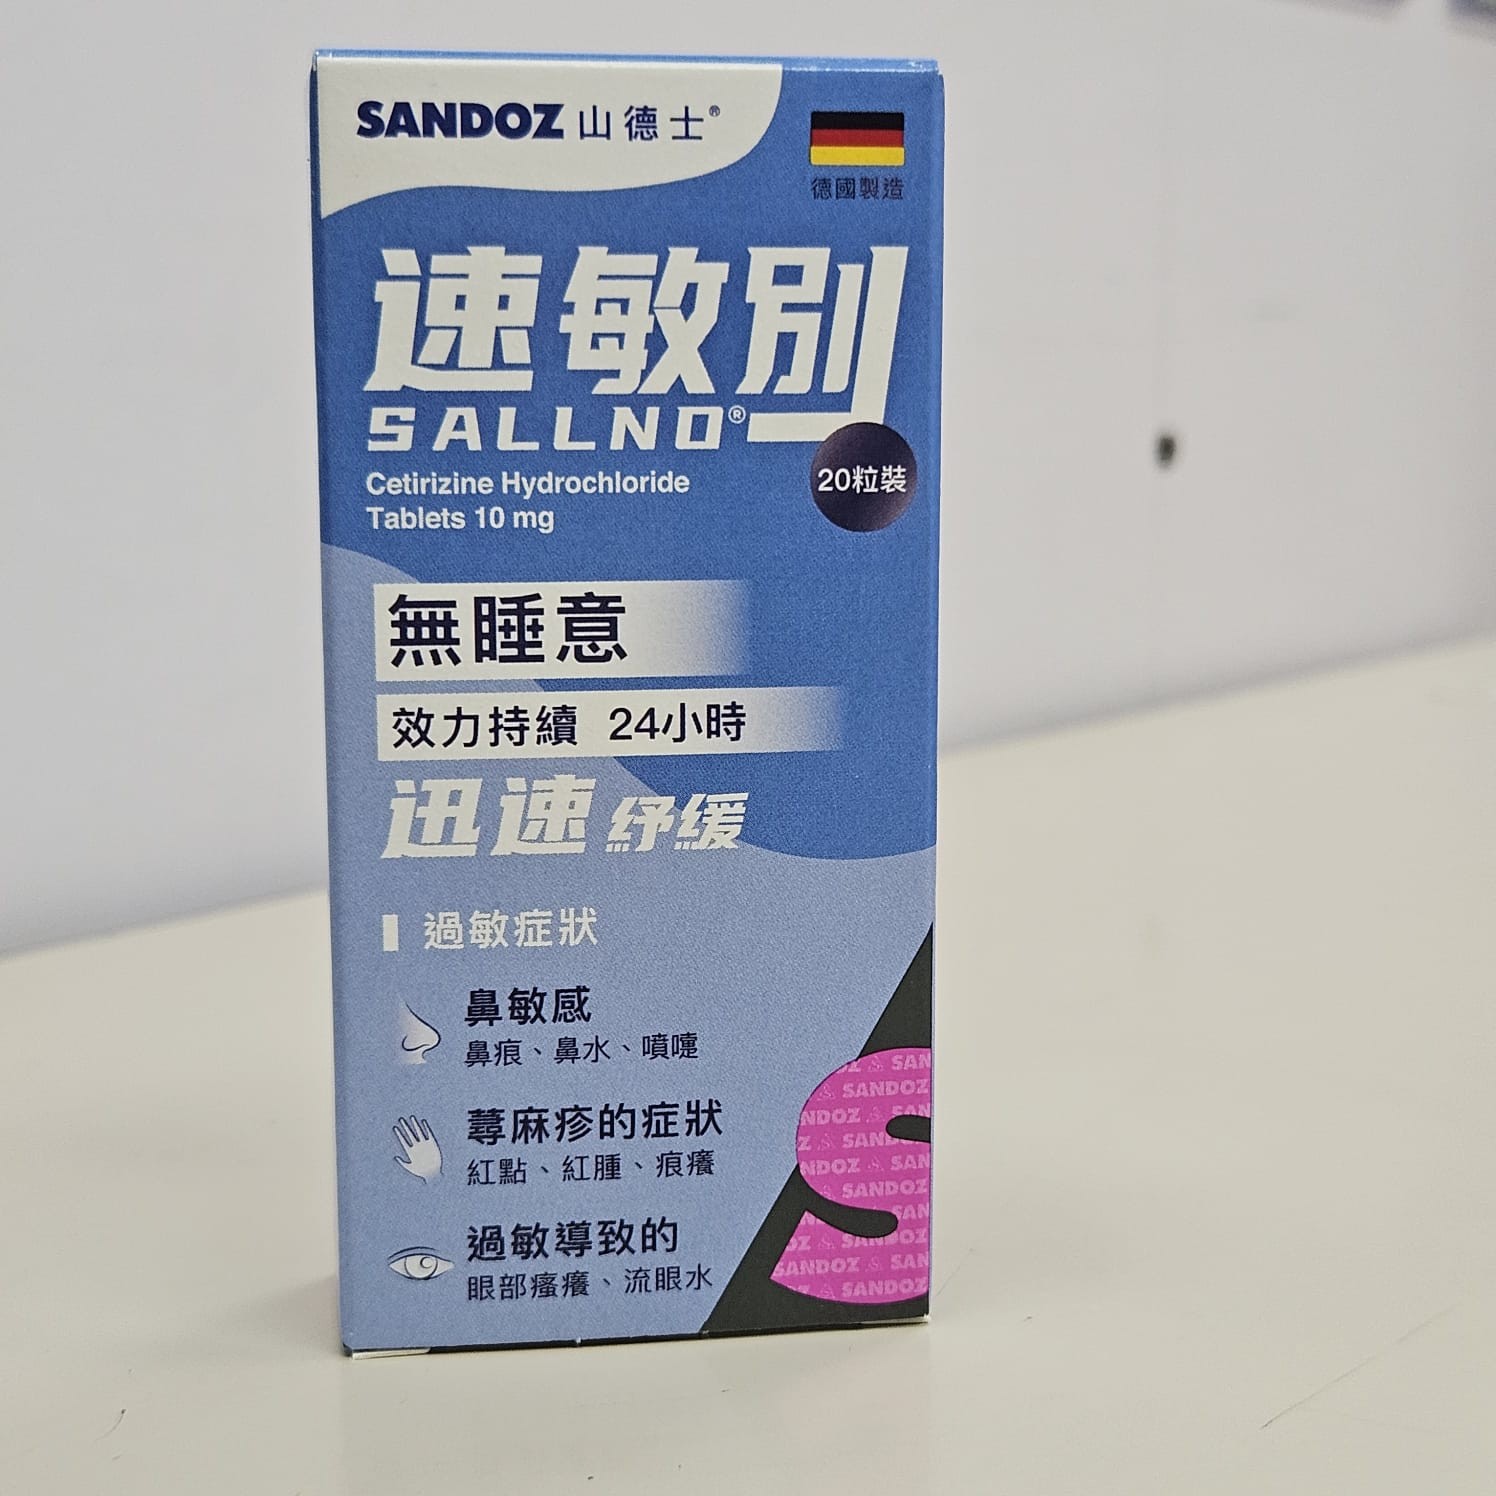 SANDOZ 山德士®
德國製造
速敏別
SALLNO®
Cetirizine Hydrochloride
Tablets 10 mg
20粒裝
無睡意
效力持續 24小時
迅速紓緩
過敏症狀
鼻敏感
鼻痕、鼻水、噴嚏
蕁麻疹的症狀
紅點、紅腫、痕癢
過敏導致的
眼部瘙癢、流眼水
SANDOZ